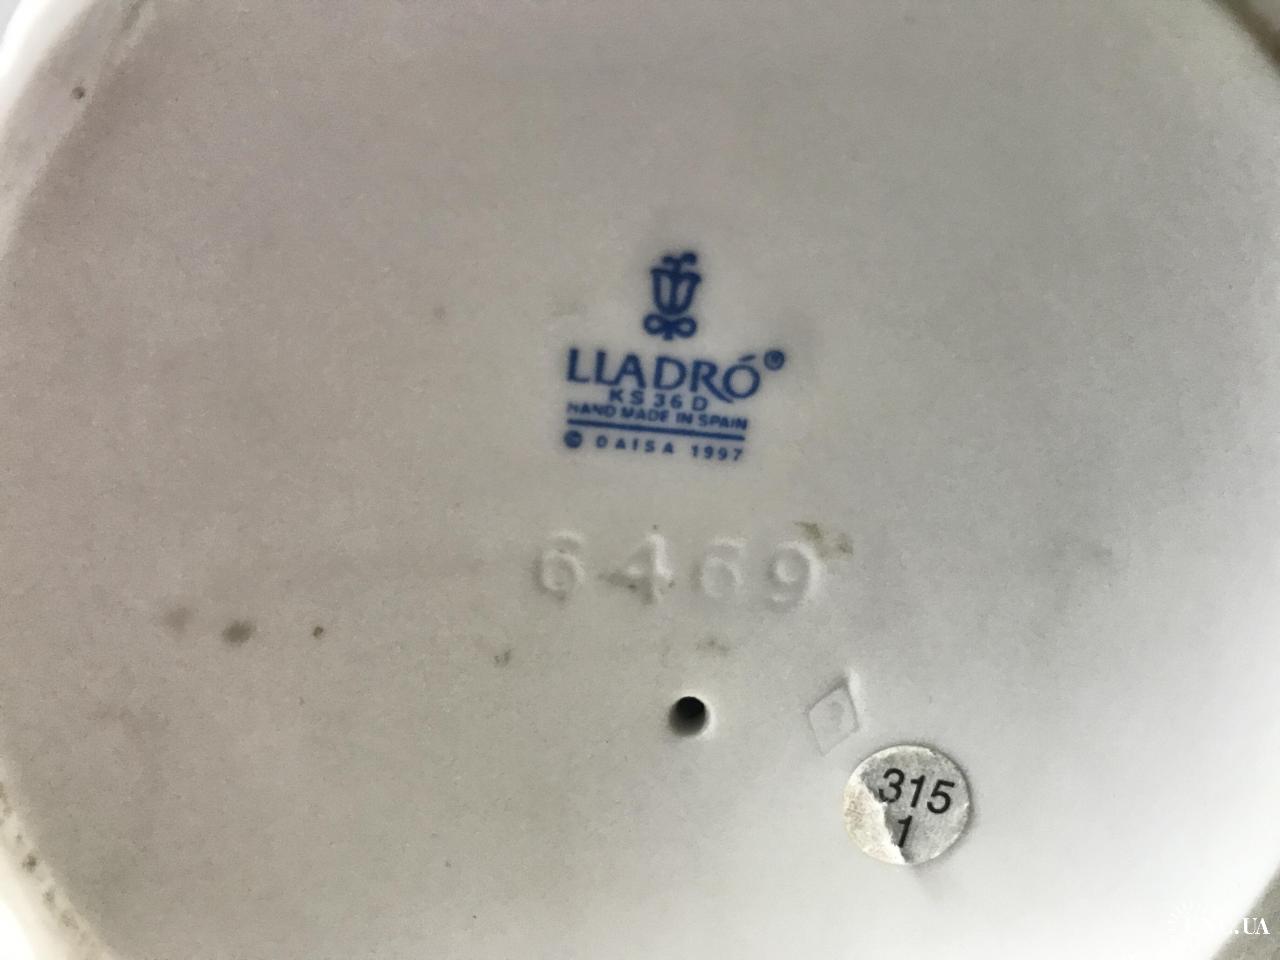 LLADRÓ®
KS36D
HAND MADE IN SPAIN
© DAISA 1997
6469
315
1